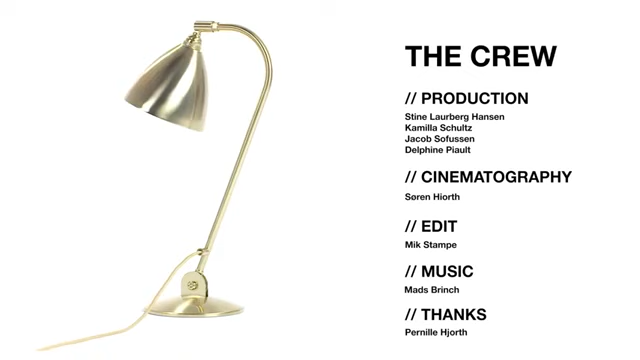 THE CREW
// PRODUCTION
Stine Laurberg Hansen
Kamilla Schultz
Jacob Sofussen
Delphine Piault
// CINEMATOGRAPHY
Søren Hiorth
// EDIT
Mik Stampe
// MUSIC
Mads Brinch
// THANKS
Pernille Hjorth